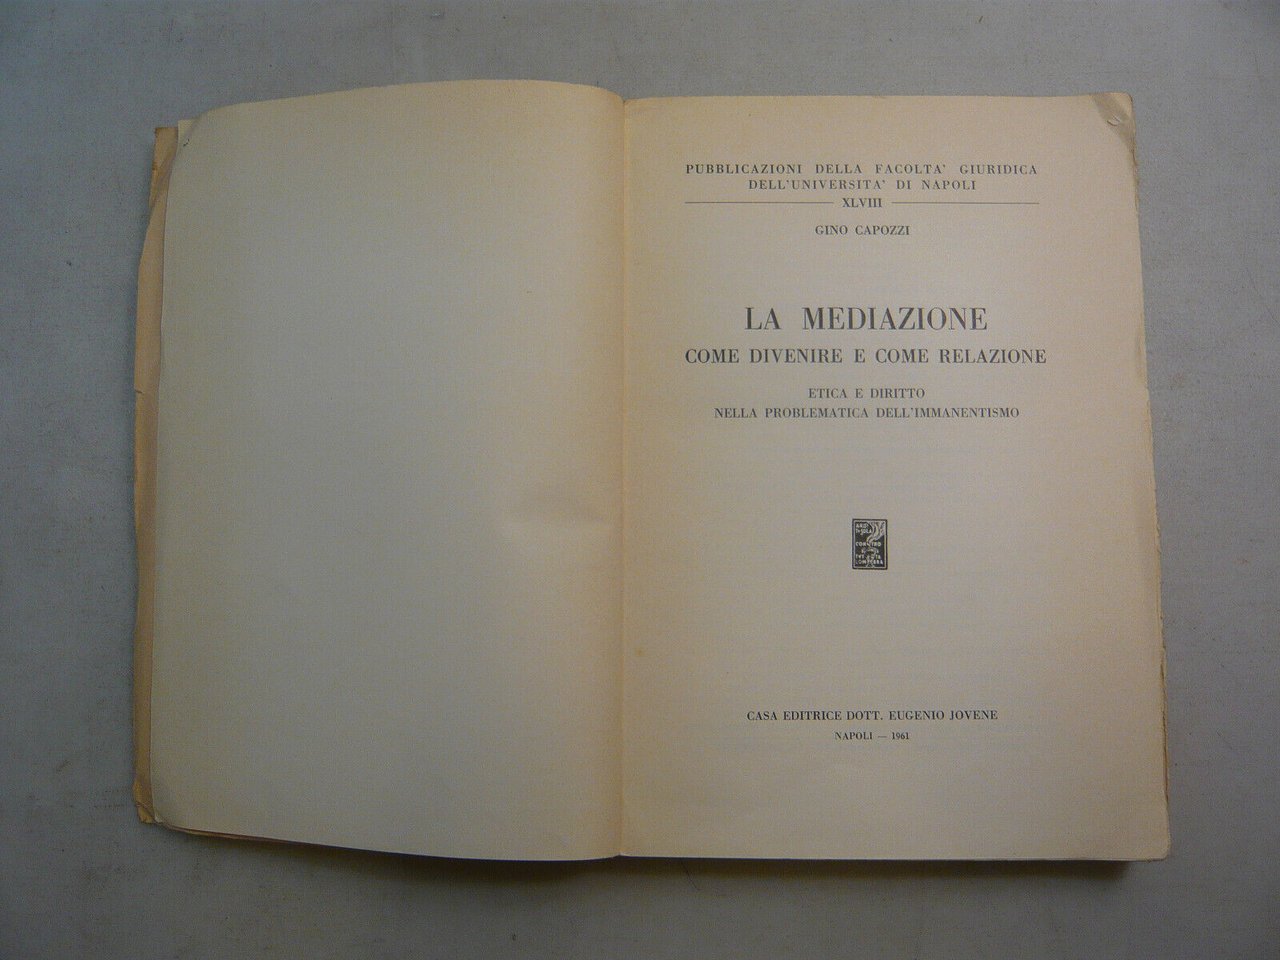 PUBBLICAZIONI DELLA FACOLTA' GIURIDICA
DELL'UNIVERSITA' DI NAPOLI
XLVIII
GINO CAPOZZI
LA MEDIAZIONE
COME DIVENIRE E COME RELAZIONE
ETICA E DIRITTO
NELLA PROBLEMATICA DELL'IMMANENTISMO
CASA EDITRICE DOTT. EUGENIO JOVENE
NAPOLI — 1961